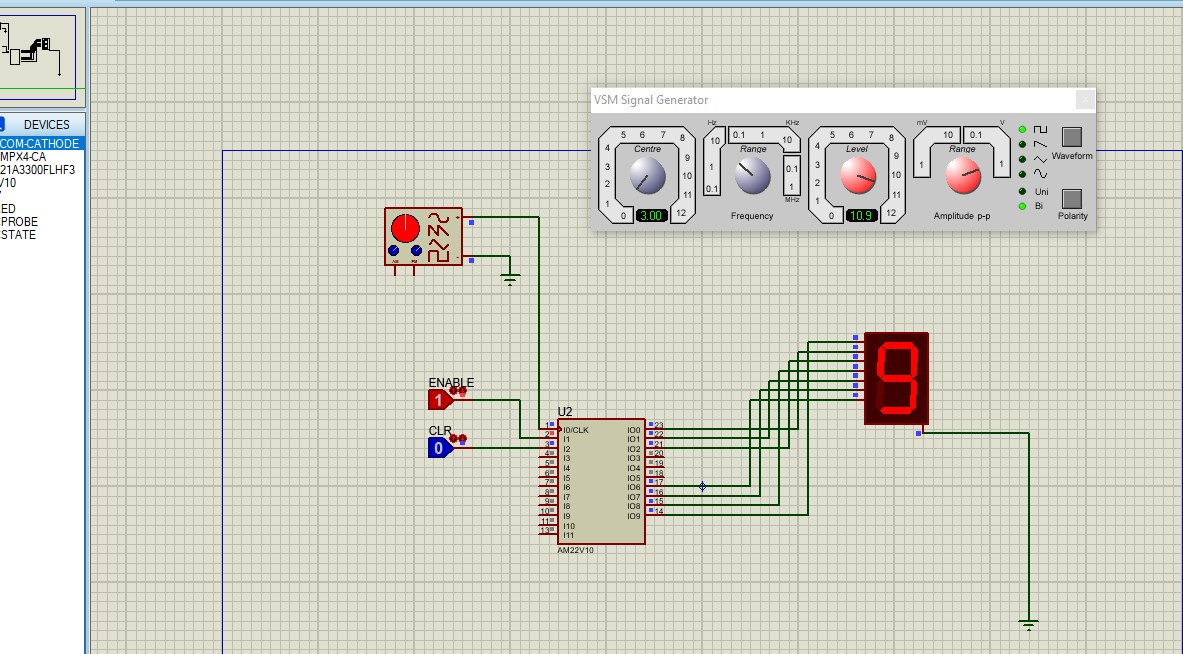 VSM Signal Generator
DEVICES
COM-CATHODE
MPX4-CA
21A3300FLHF3
V10
ED
PROBE
STATE
5 6 7 8
4 9
3 10
2 11
1 12
0
Centre
3.00
Hz
KHz
0.1 1 10
10
1
0.1
0.1
1
MHz
Range
Frequency
5 6 7 8
4 9
3 10
2 11
1 12
0
Level
10.9
mV
V
10 0.1
1 1
Range
Amplitude p-p
Waveform
Uni
Bi
Polarity
+
-
AM FM
ENABLE
1
CLR
0
U2
1 I0/CLK IO0 23
2 I1 IO1 22
3 I2 IO2 21
4 I3 IO3 20
5 I4 IO4 19
6 I5 IO5 18
7 I6 IO6 17
8 I7 IO7 16
9 I8 IO8 15
10 I9 IO9 14
11 I10
13 I11
AM22V10
9